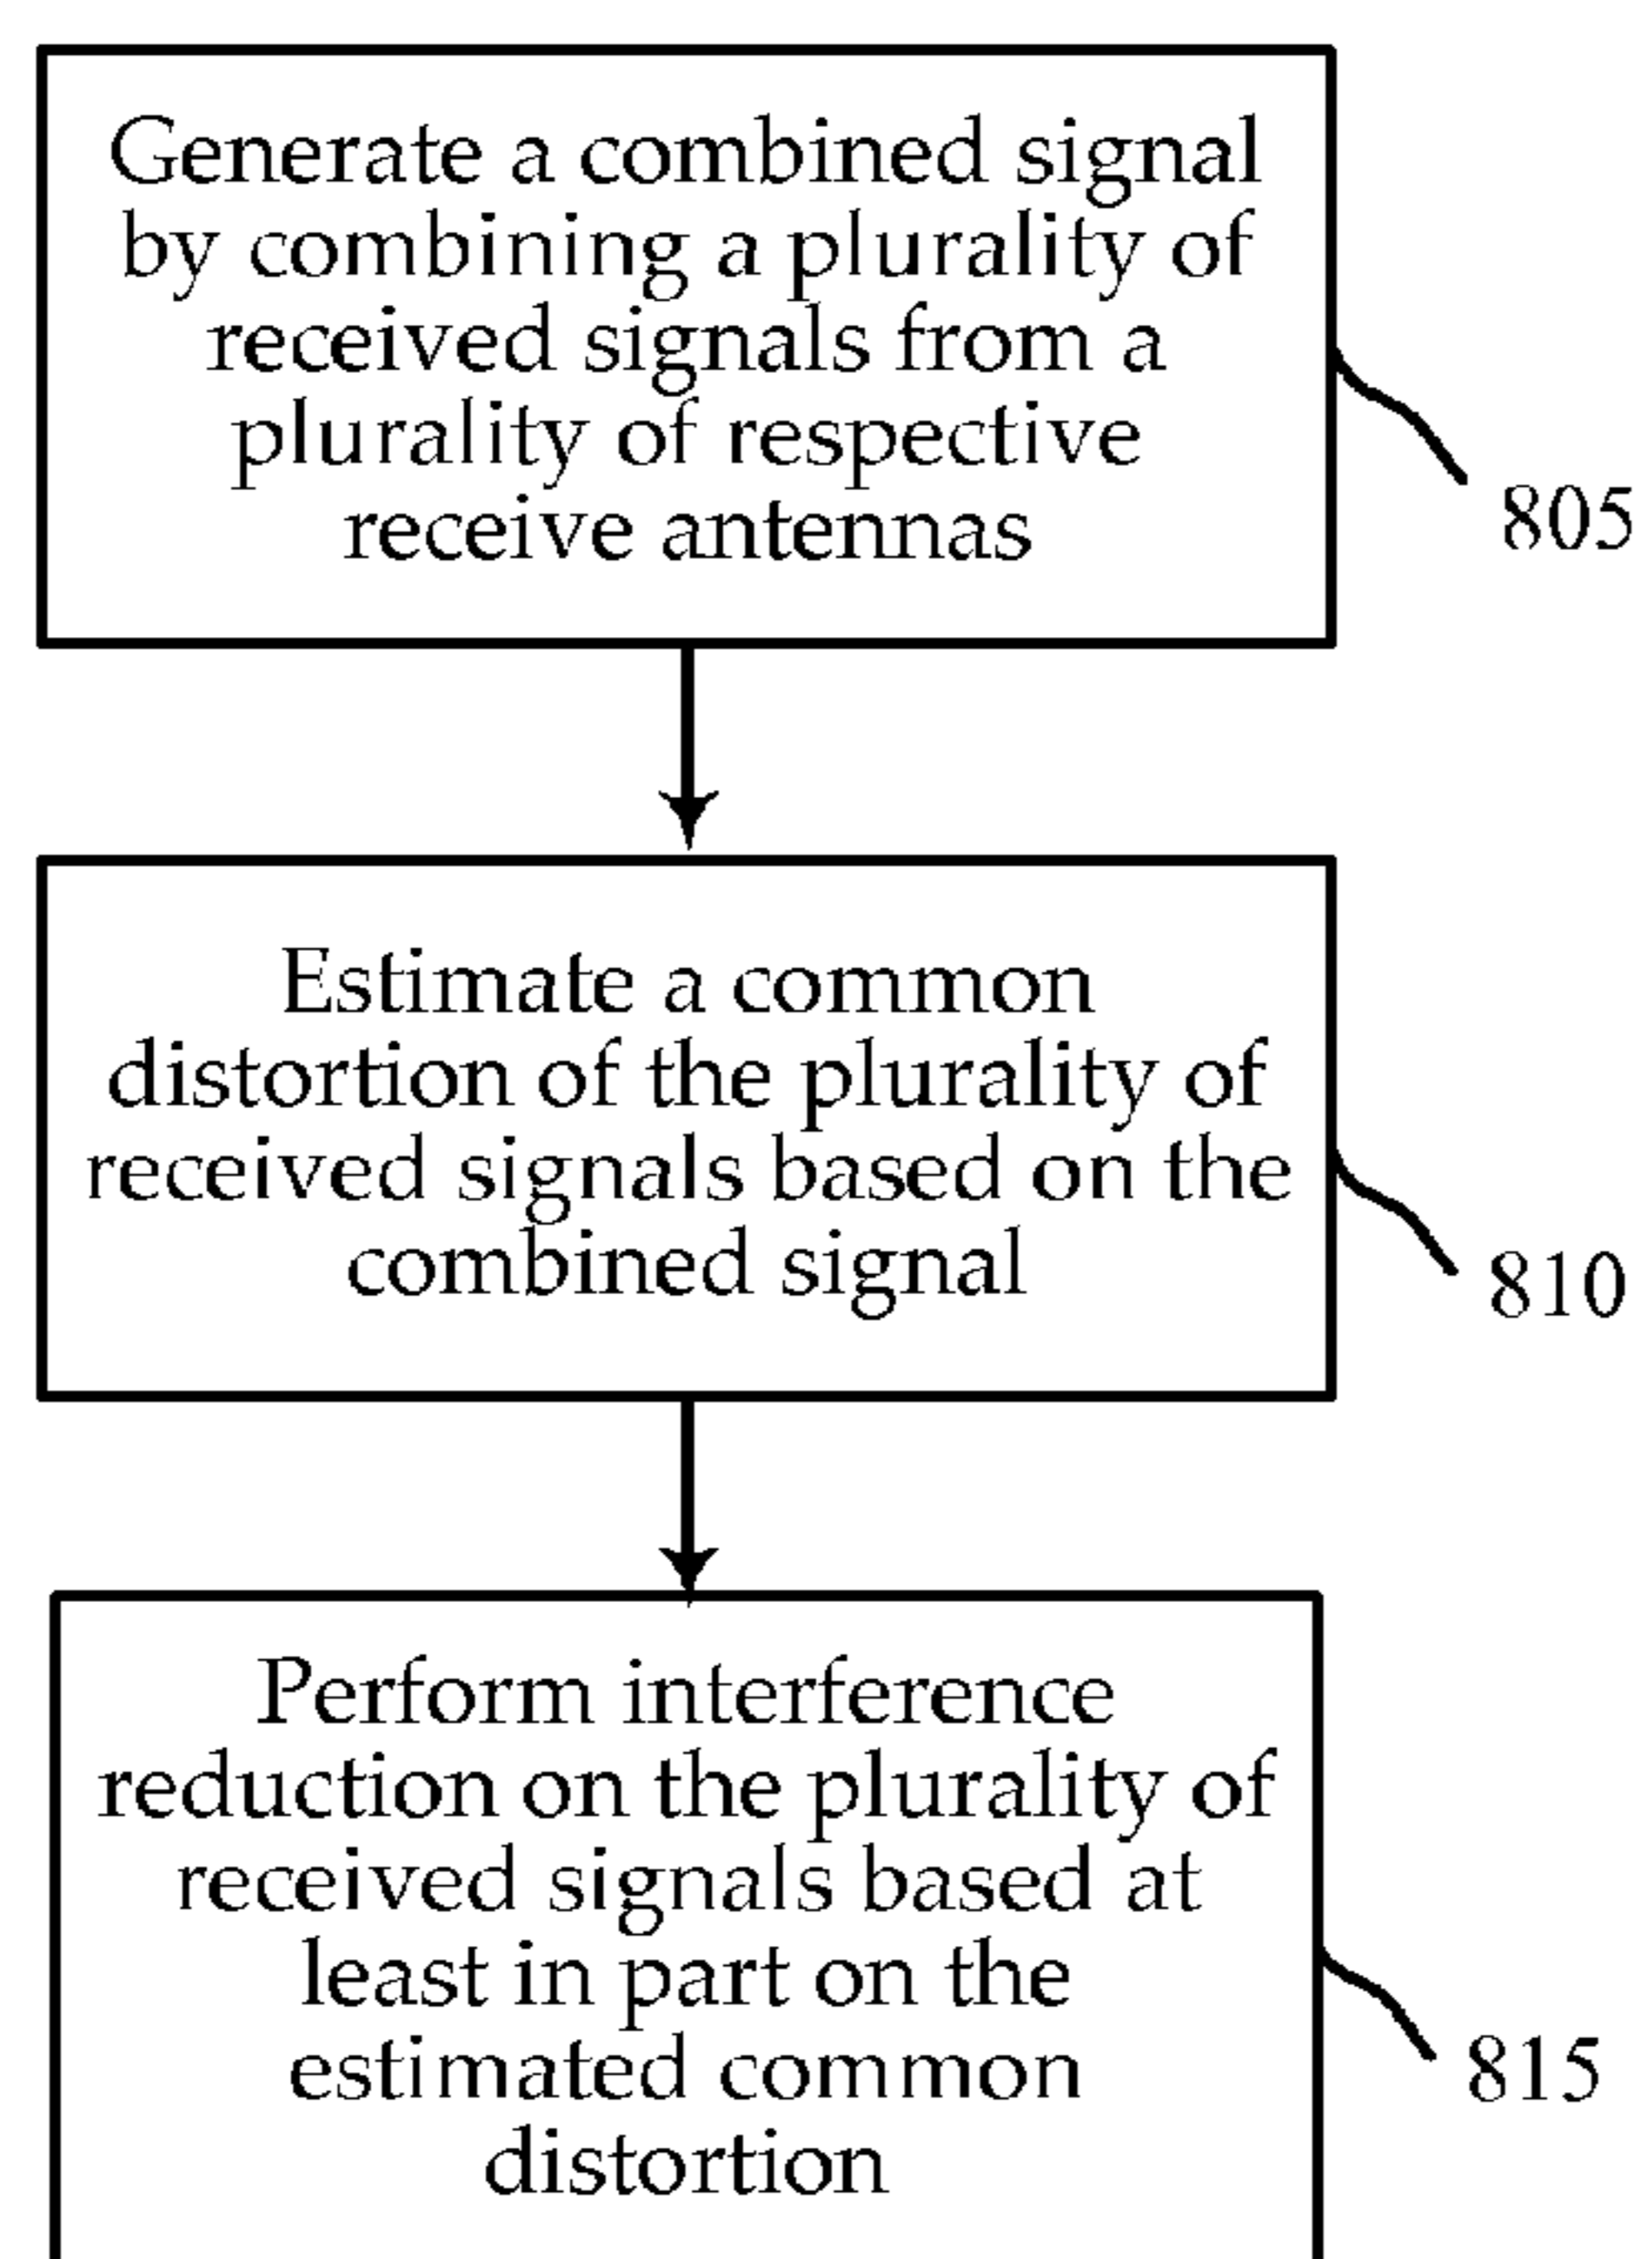 Generate a combined signal
by combining a plurality of
received signals from a
plurality of respective
receive antennas
805
Estimate a common
distortion of the plurality of
received signals based on the
combined signal
810
Perform interference
reduction on the plurality of
received signals based at
least in part on the
estimated common
distortion
815